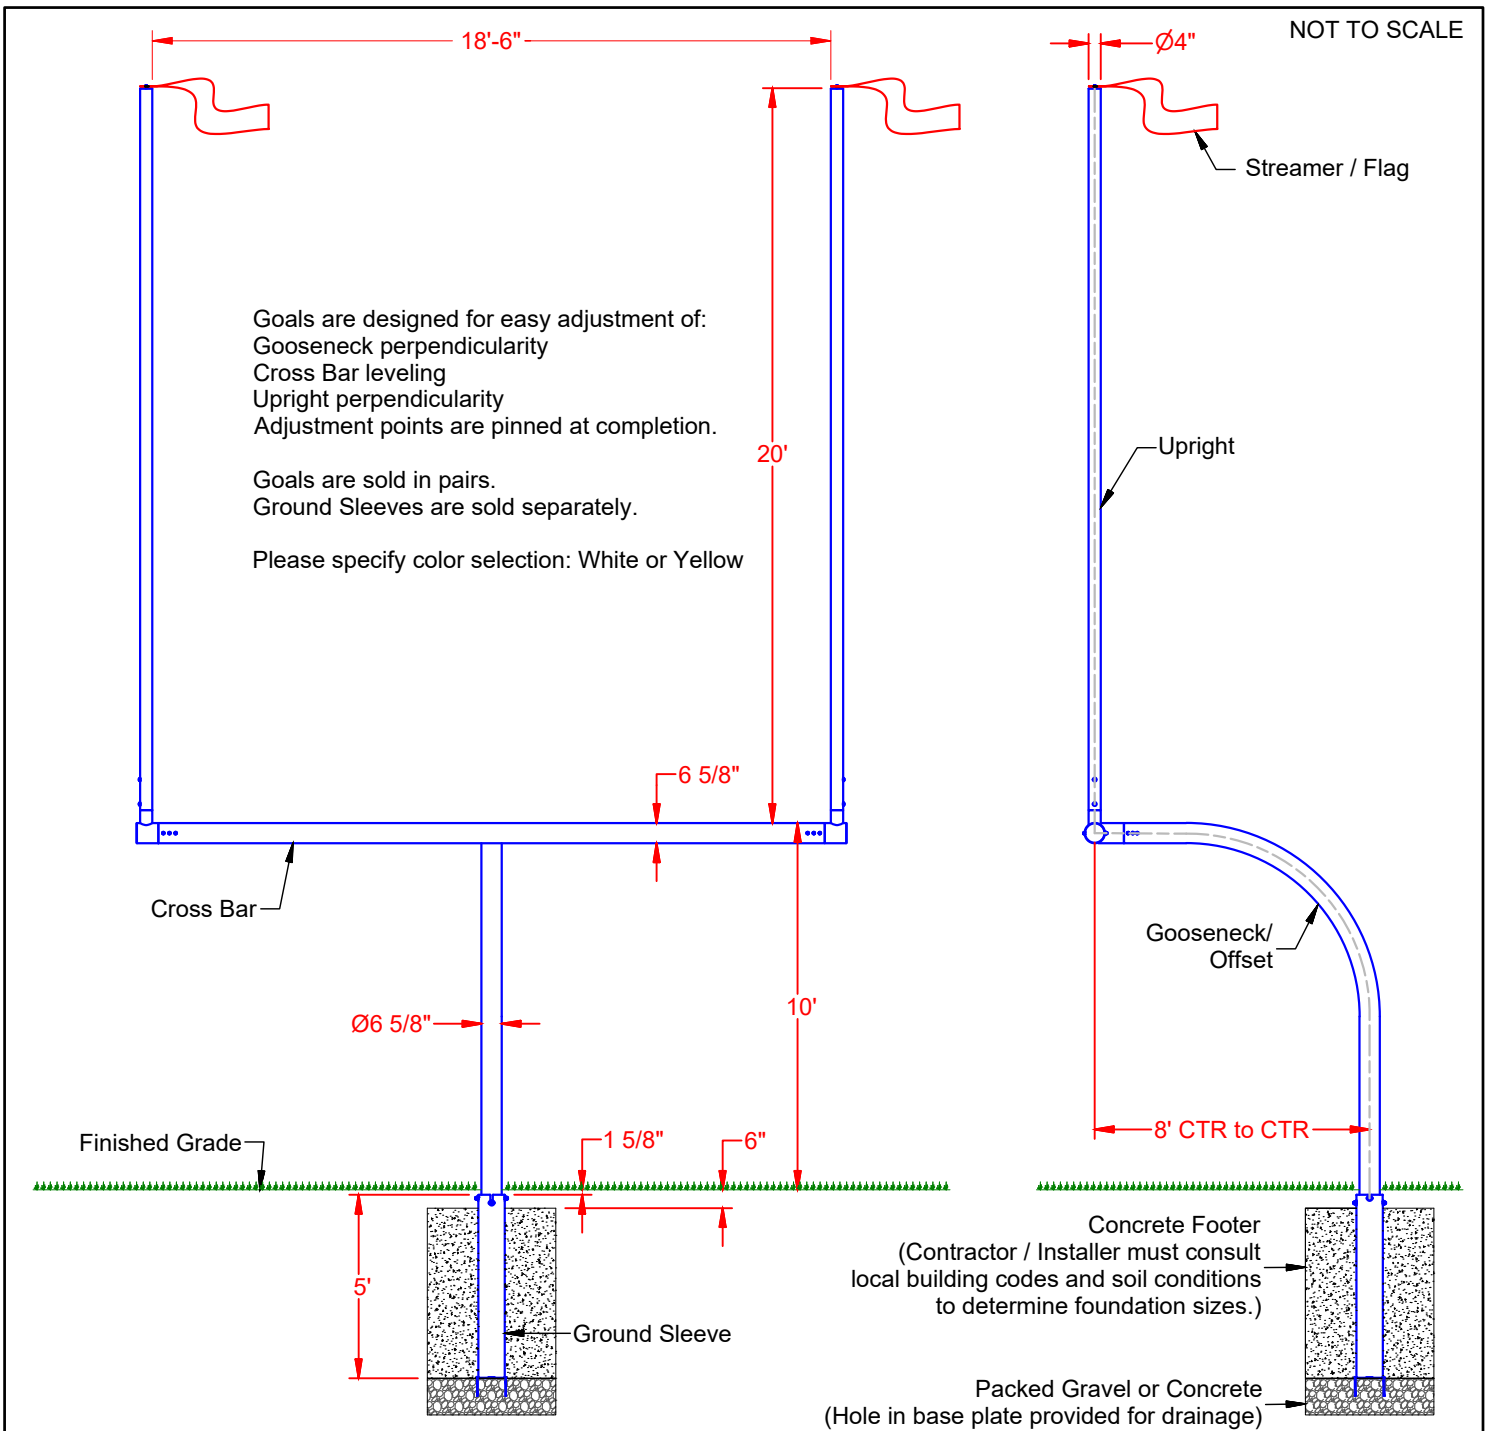 NOT TO SCALE
18'-6"
Ø4"
Streamer / Flag
Goals are designed for easy adjustment of:
Gooseneck perpendicularity
Cross Bar leveling
Upright perpendicularity
Adjustment points are pinned at completion.
Goals are sold in pairs.
Ground Sleeves are sold separately.
Please specify color selection: White or Yellow
20'
Upright
6 5/8"
Cross Bar
Gooseneck/
Offset
10'
Ø6 5/8"
8' CTR to CTR
Finished Grade
1 5/8"
6"
5'
Concrete Footer
(Contractor / Installer must consult
local building codes and soil conditions
to determine foundation sizes.)
Ground Sleeve
Packed Gravel or Concrete
(Hole in base plate provided for drainage)